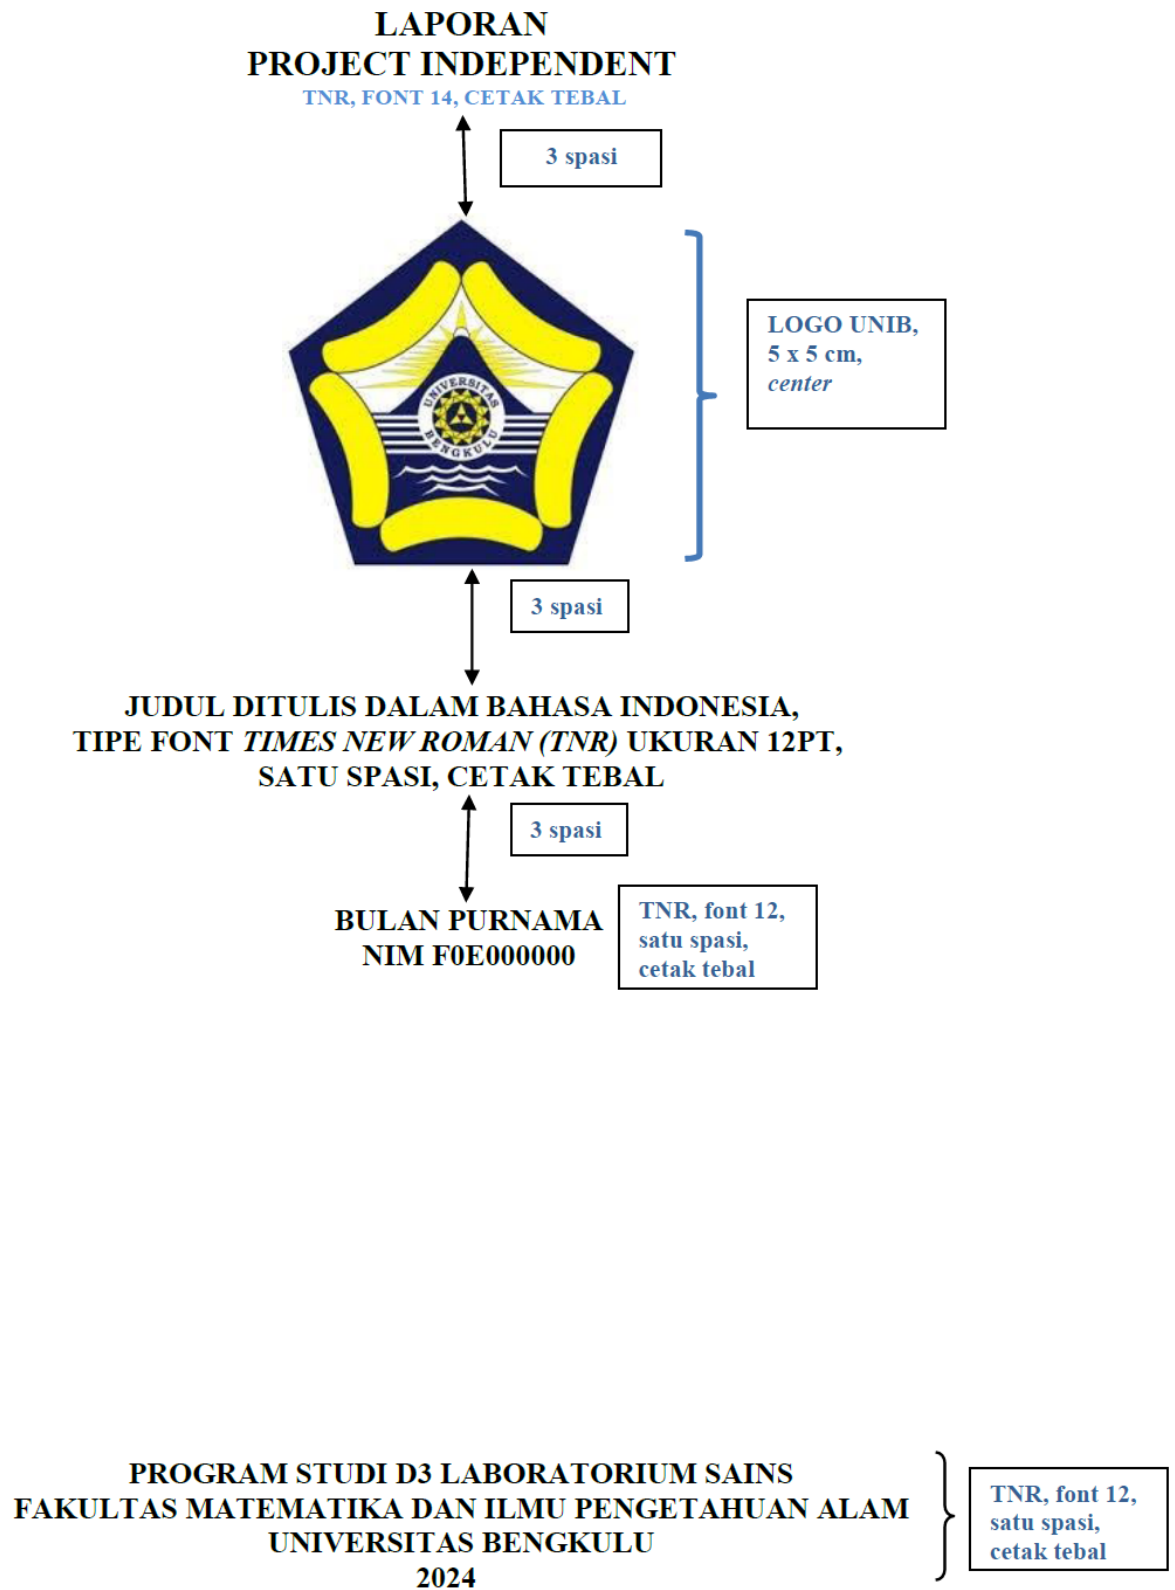 LAPORAN
PROJECT INDEPENDENT
TNR, FONT 14, CETAK TEBAL
3 spasi
UNIVERSITAS
BENGKULU
LOGO UNIB,
5 x 5 cm,
center
3 spasi
JUDUL DITULIS DALAM BAHASA INDONESIA,
TIPE FONT TIMES NEW ROMAN (TNR) UKURAN 12PT,
SATU SPASI, CETAK TEBAL
3 spasi
BULAN PURNAMA
NIM F0E000000
TNR, font 12,
satu spasi,
cetak tebal
PROGRAM STUDI D3 LABORATORIUM SAINS
FAKULTAS MATEMATIKA DAN ILMU PENGETAHUAN ALAM
UNIVERSITAS BENGKULU
2024
TNR, font 12,
satu spasi,
cetak tebal